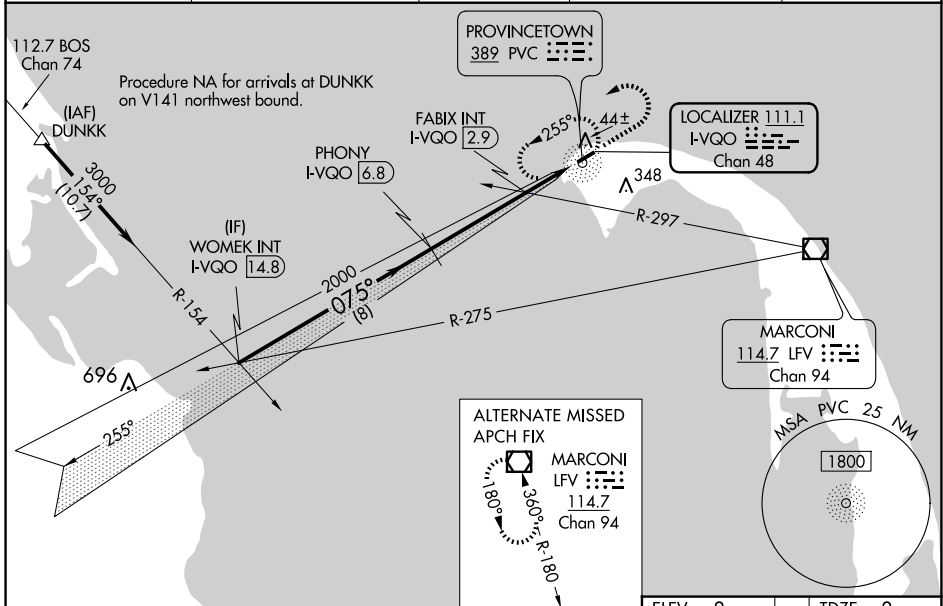 112.7 BOS
Chan 74
Procedure NA for arrivals at DUNKK
on V141 northwest bound.
(IAF)
DUNKK
3000
154°
(10.7)
R-154
PROVINCETOWN
389 PVC
FABIX INT
I-VQO 2.9
PHONY
I-VQO 6.8
(IF)
WOMEK INT
I-VQO 14.8
255°
44±
LOCALIZER 111.1
I-VQO
Chan 48
348
R-297
2000
075°
(8)
R-275
696
255°
MARCONI
114.7 LFV
Chan 94
ALTERNATE MISSED
APCH FIX
MARCONI
LFV
114.7
Chan 94
180°
360°
R-180
MSA PVC 25 NM
1800
ELEV 9
TDZE 9